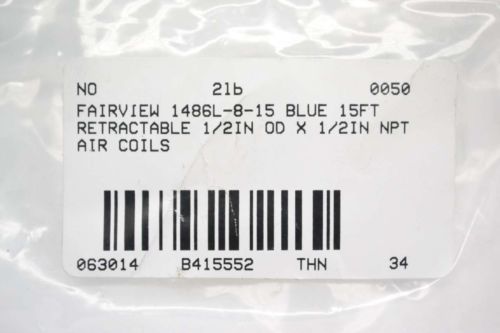 NO 2lb 0050
FAIRVIEW 1486L-8-15 BLUE 15FT
RETRACTABLE 1/2IN OD X 1/2IN NPT
AIR COILS
063014 B415552 THN 34